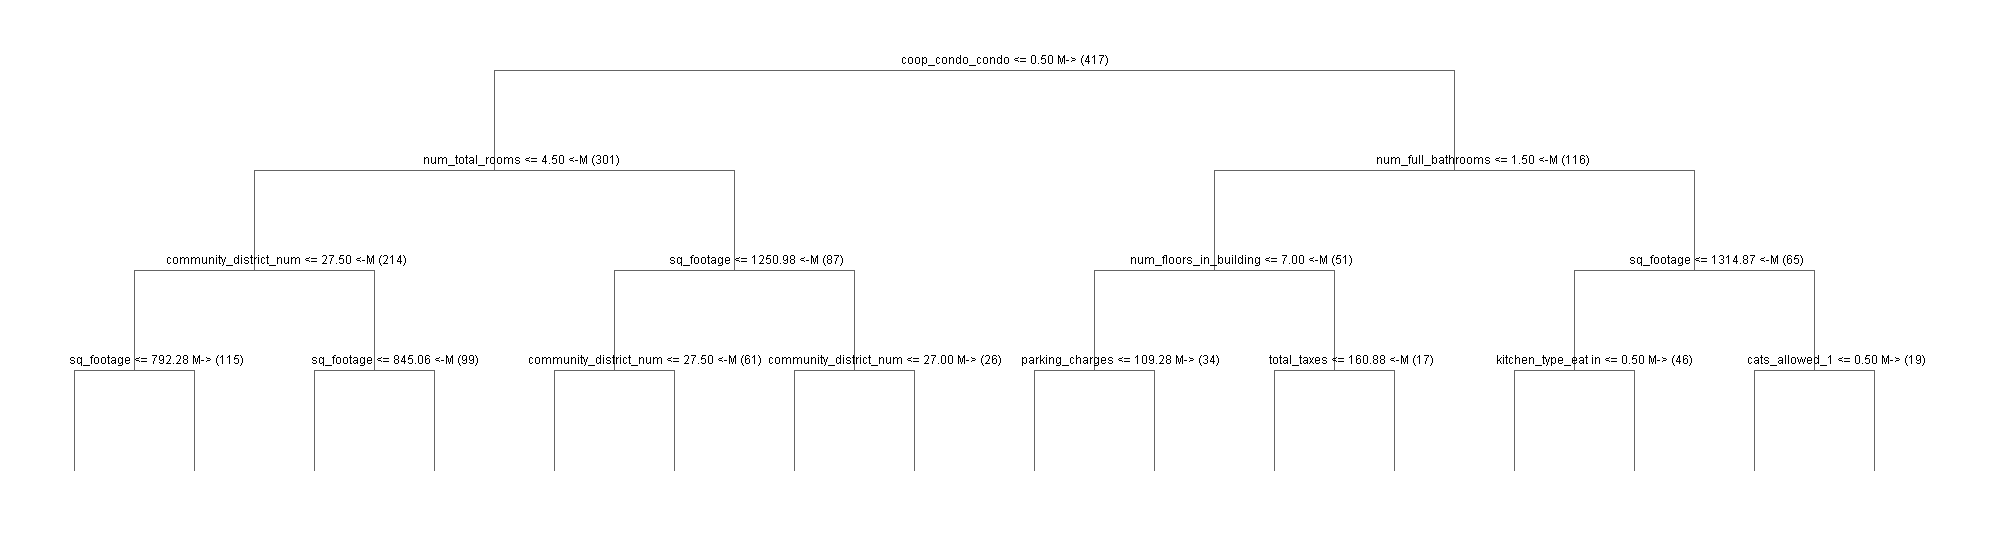 coop_condo_condo <= 0.50 M-> (417)
num_total_rooms <= 4.50 <-M (301)
num_full_bathrooms <= 1.50 <-M (116)
community_district_num <= 27.50 <-M (214)
sq_footage <= 1250.98 <-M (87)
num_floors_in_building <= 7.00 <-M (51)
sq_footage <= 1314.87 <-M (65)
sq_footage <= 792.28 M-> (115)
sq_footage <= 845.06 <-M (99)
community_district_num <= 27.50 <-M (61)
community_district_num <= 27.00 M-> (26)
parking_charges <= 109.28 M-> (34)
total_taxes <= 160.88 <-M (17)
kitchen_type_eat in <= 0.50 M-> (46)
cats_allowed_1 <= 0.50 M-> (19)